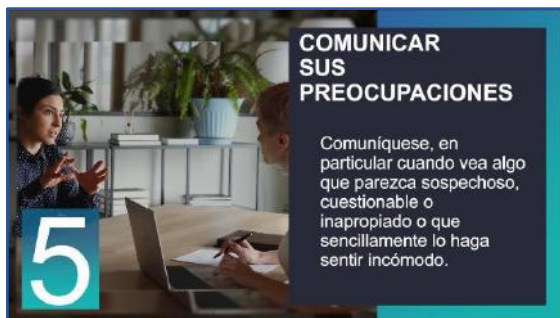 COMUNICAR
SUS
PREOCUPACIONES
Comuníquese, en
particular cuando vea algo
que parezca sospechoso,
cuestionable o
inapropiado o que
sencillamente lo haga
sentir incómodo.
5